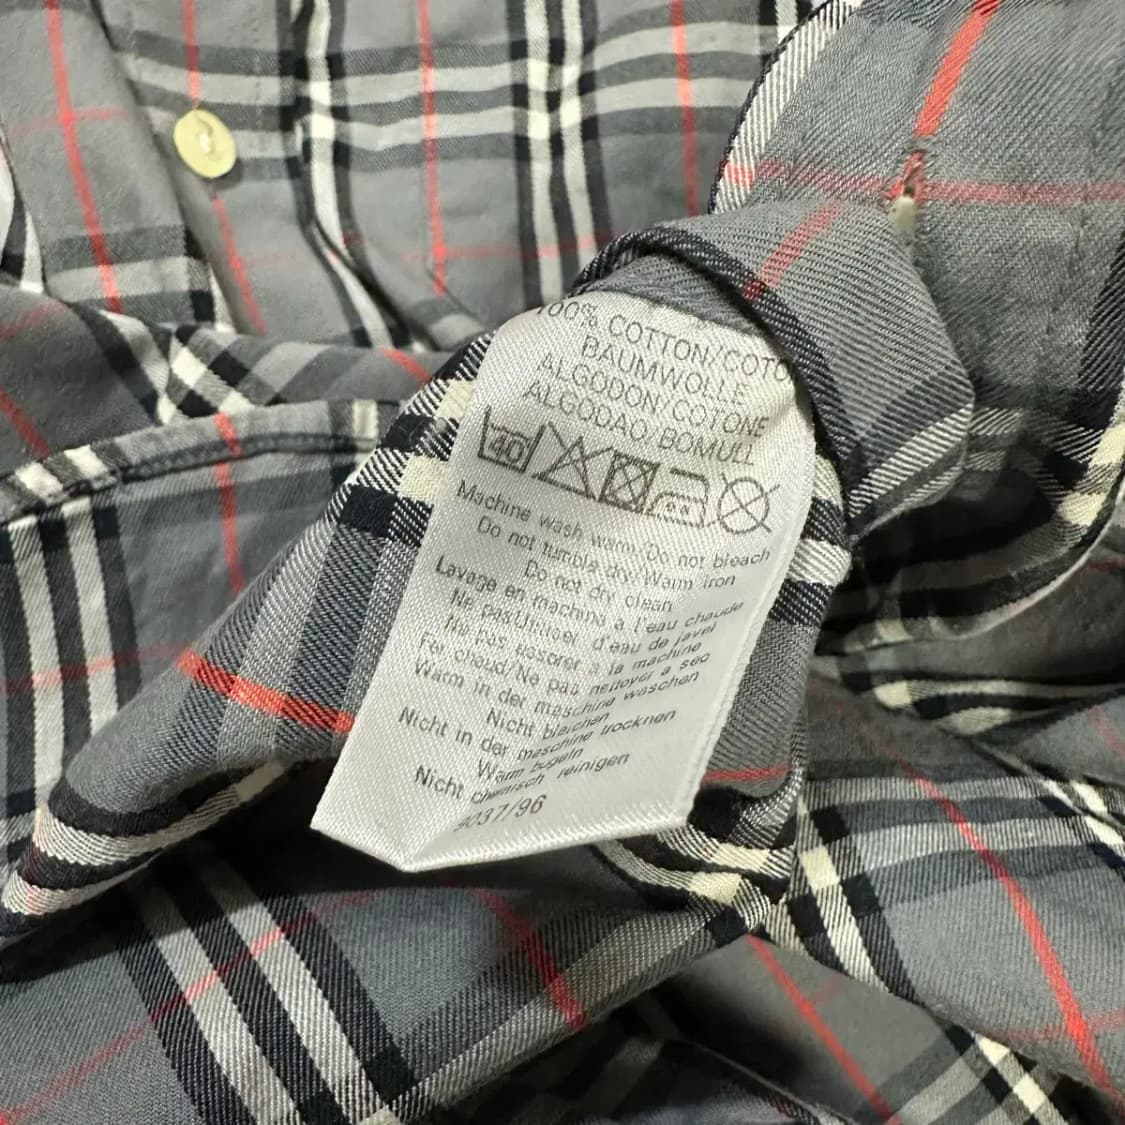 100% COTTON/COTO
BAUMWOLLE
ALGODON/COTONE
ALGODAO/BOMULL
40
Machine wash warm/Do not bleach
Do not tumble dry/Warm iron
Do not dry clean
Lavage en machine a l'eau chaude
Ne pas Utiliser d'eau de javel
Ne pas essorer a la machine
Fer chaud/Ne pas nettoyer a sec
Warm in der maschine waschen
Nicht bleichen
Nicht in der maschine trocknen
Warm bugeln
Nicht chemisch reinigen
9037/96